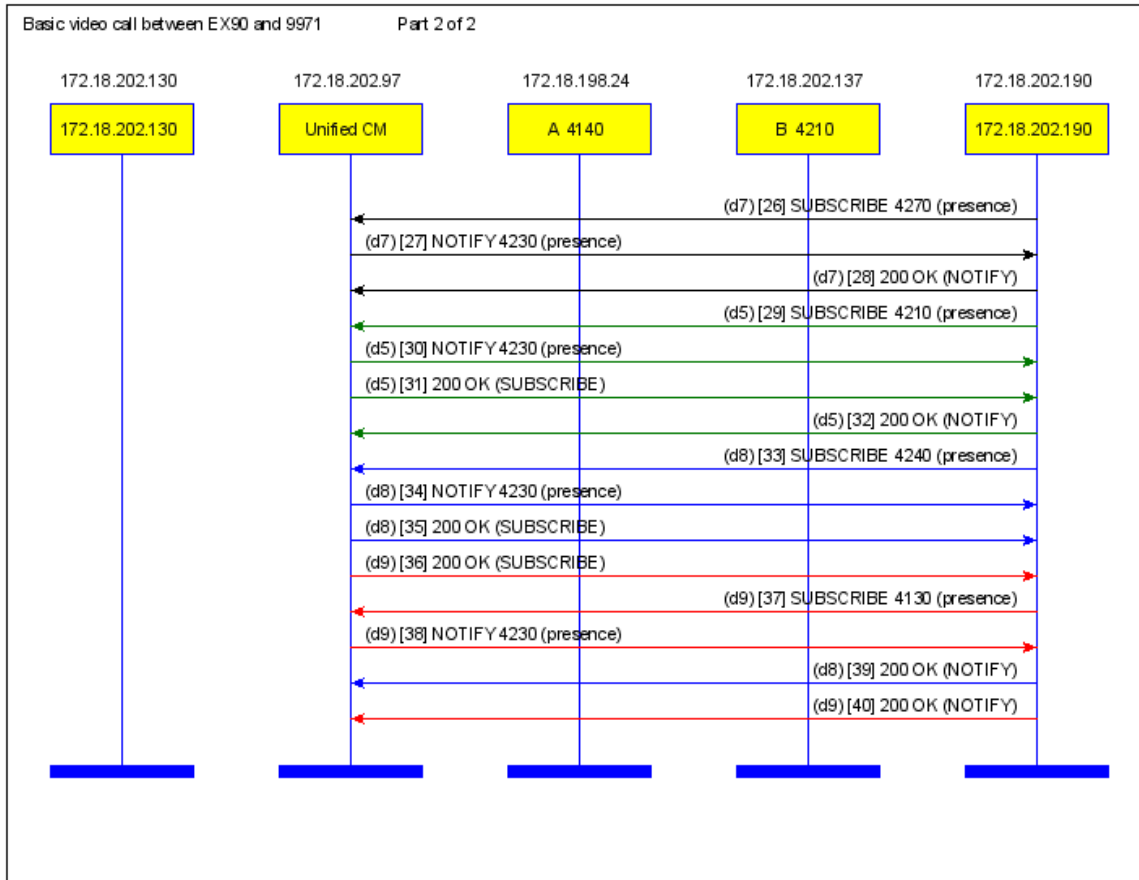 Basic video call between EX90 and 9971 Part 2 of 2
172.18.202.130 172.18.202.97 172.18.198.24 172.18.202.137 172.18.202.190
172.18.202.130 Unified CM A 4140 B 4210 172.18.202.190
(d7) [26] SUBSCRIBE 4270 (presence)
(d7) [27] NOTIFY 4230 (presence)
(d7) [28] 200 OK (NOTIFY)
(d5) [29] SUBSCRIBE 4210 (presence)
(d5) [30] NOTIFY 4230 (presence)
(d5) [31] 200 OK (SUBSCRIBE)
(d5) [32] 200 OK (NOTIFY)
(d8) [33] SUBSCRIBE 4240 (presence)
(d8) [34] NOTIFY 4230 (presence)
(d8) [35] 200 OK (SUBSCRIBE)
(d9) [36] 200 OK (SUBSCRIBE)
(d9) [37] SUBSCRIBE 4130 (presence)
(d9) [38] NOTIFY 4230 (presence)
(d8) [39] 200 OK (NOTIFY)
(d9) [40] 200 OK (NOTIFY)